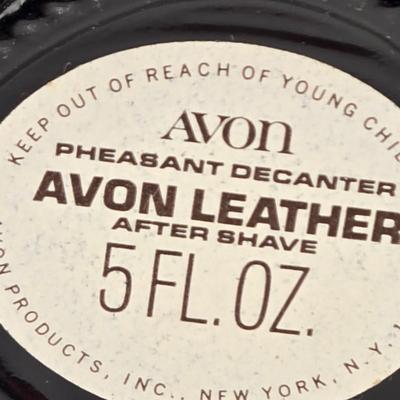 KEEP OUT OF REACH OF YOUNG
AVON
PHEASANT DECANTER
AVON LEATHER
AFTER SHAVE
5 FL. OZ.
PRODUCTS, INC., NEW YORK, N.Y.